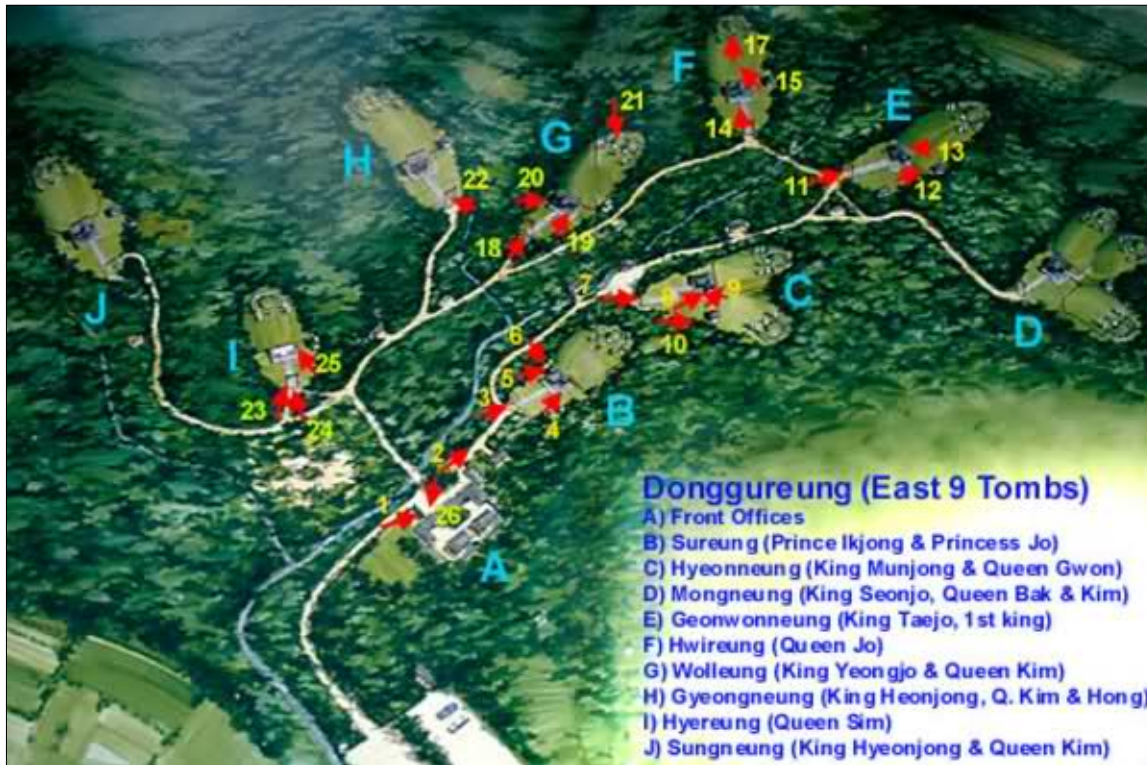 17
F
15
E
21
G
14
13
H
11
12
22
20
18
19
J
7
8
9
C
10
D
6
I
25
5
3
B
4
23
24
2
1
26
A
Donggureung (East 9 Tombs)
A) Front Offices
B) Sureung (Prince Ikjong & Princess Jo)
C) Hyeonneung (King Munjong & Queen Gwon)
D) Mongneung (King Seonjo, Queen Bak & Kim)
E) Geonwonneung (King Taejo, 1st king)
F) Hwireung (Queen Jo)
G) Wolleung (King Yeongjo & Queen Kim)
H) Gyeongneung (King Heonjong, Q. Kim & Hong)
I) Hyereung (Queen Sim)
J) Sungneung (King Hyeonjong & Queen Kim)